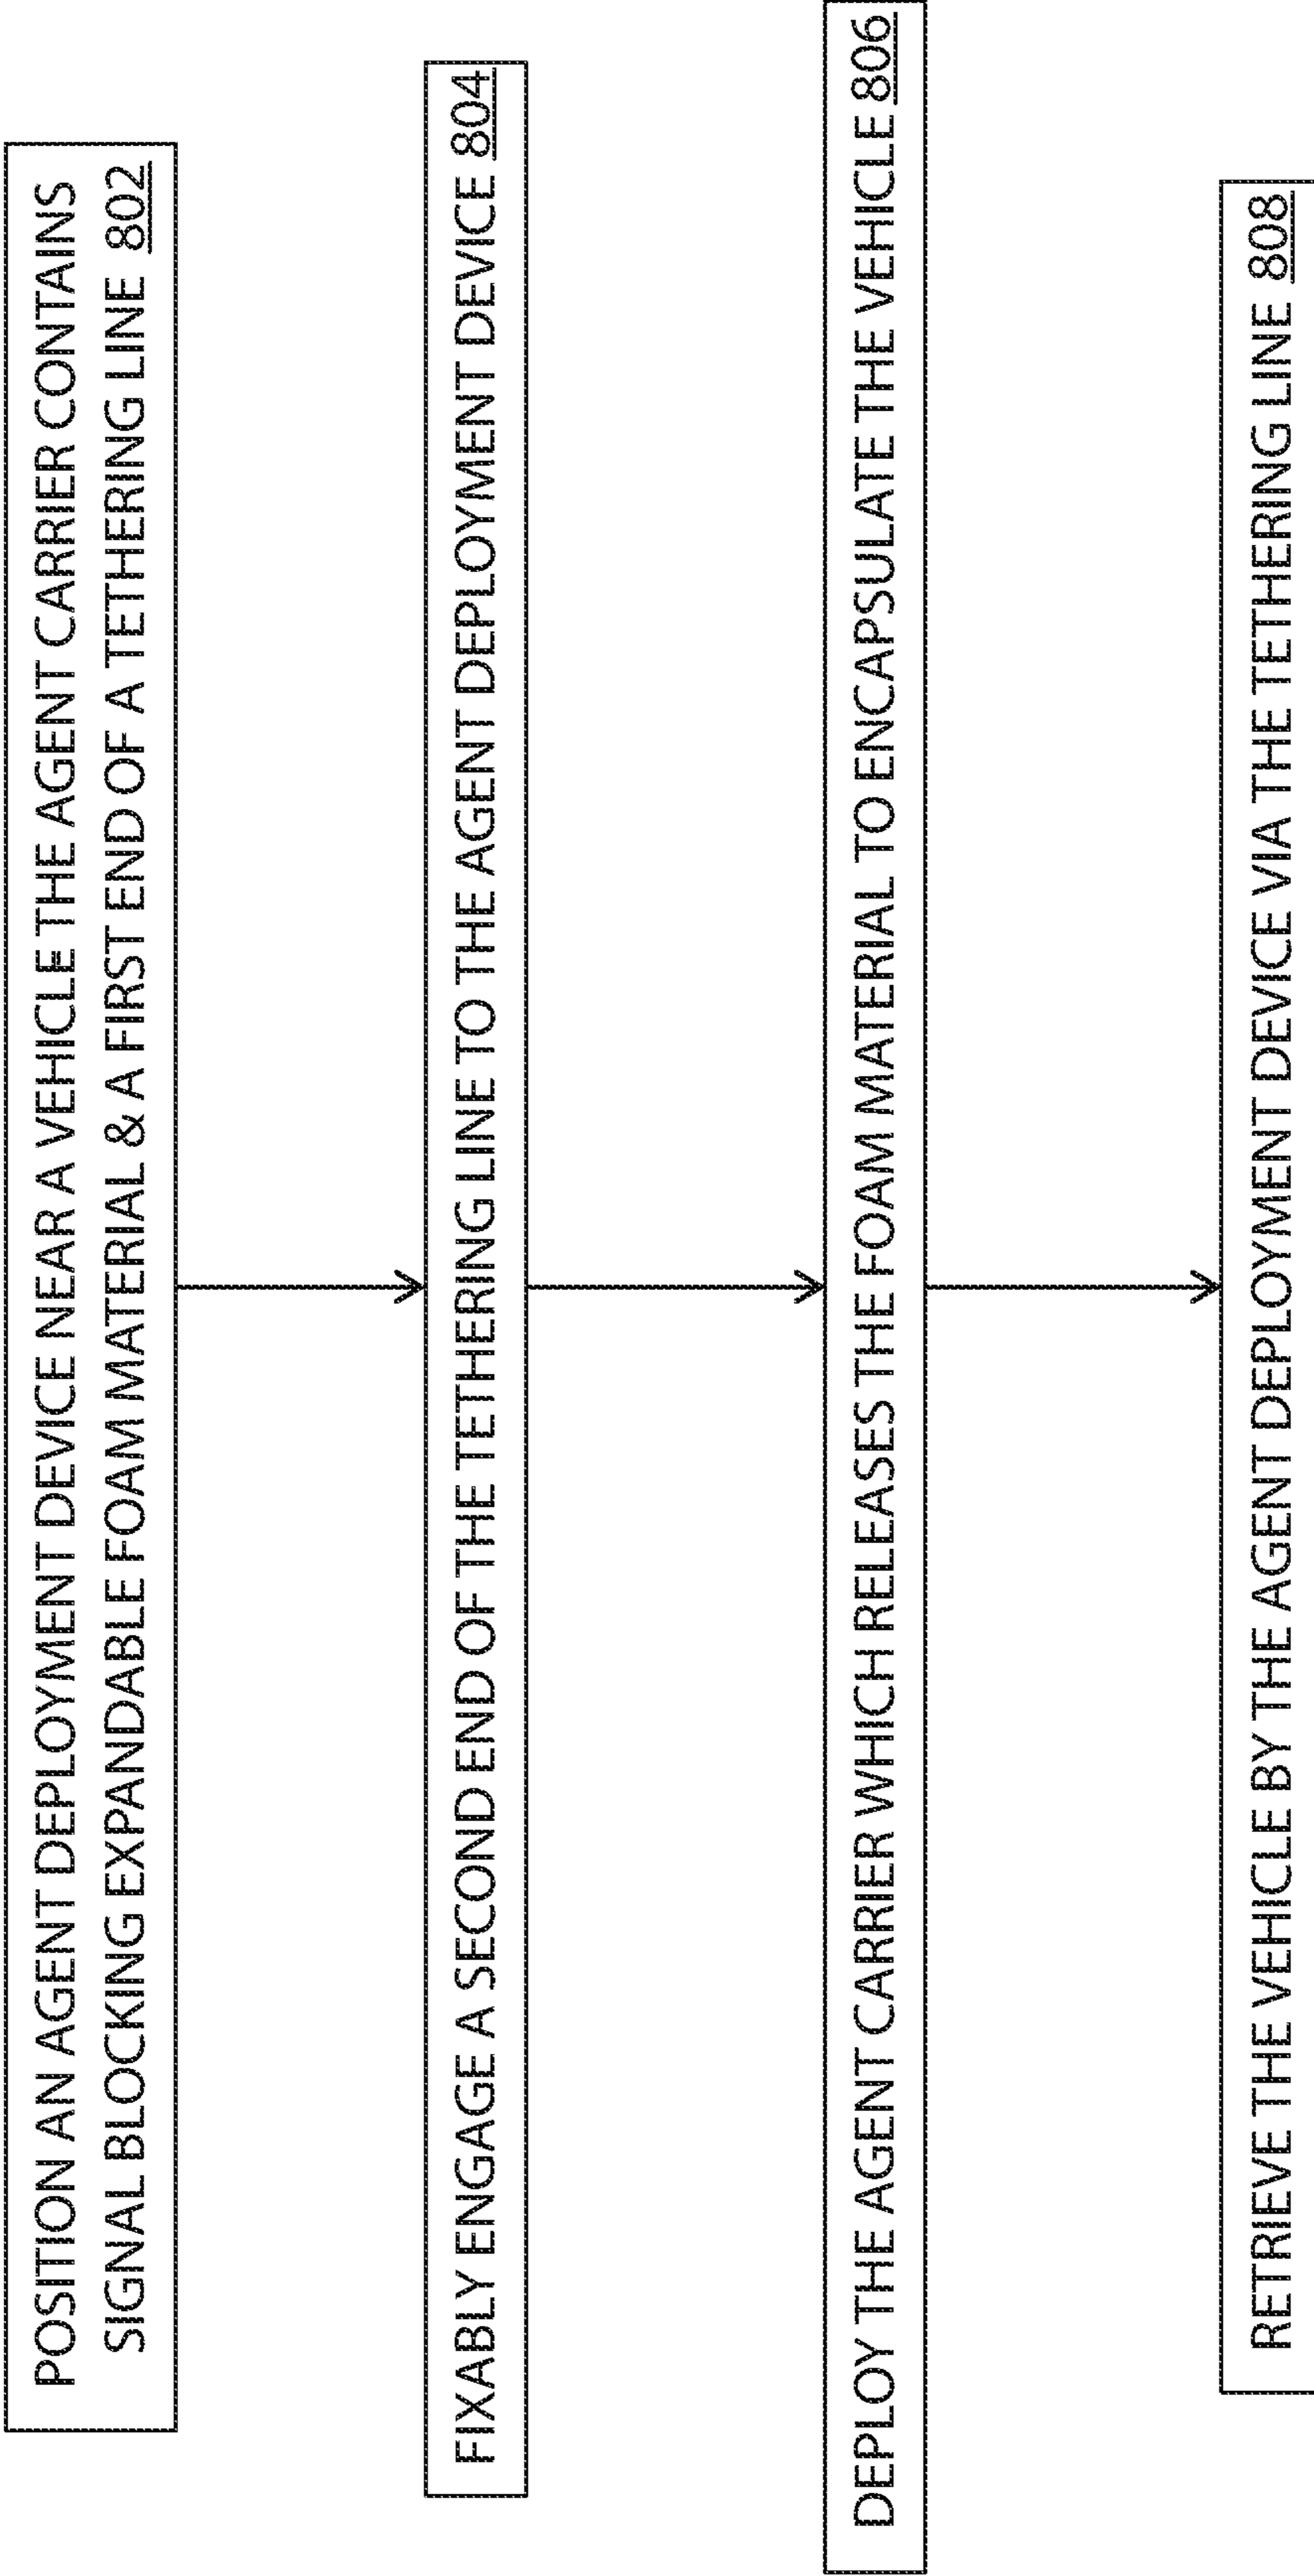 POSITION AN AGENT DEPLOYMENT DEVICE NEAR A VEHICLE THE AGENT CARRIER CONTAINS
SIGNAL BLOCKING EXPANDABLE FOAM MATERIAL & A FIRST END OF A TETHERING LINE 802
FIXABLY ENGAGE A SECOND END OF THE TETHERING LINE TO THE AGENT DEPLOYMENT DEVICE 804
DEPLOY THE AGENT CARRIER WHICH RELEASES THE FOAM MATERIAL TO ENCAPSULATE THE VEHICLE 806
RETRIEVE THE VEHICLE BY THE AGENT DEPLOYMENT DEVICE VIA THE TETHERING LINE 808